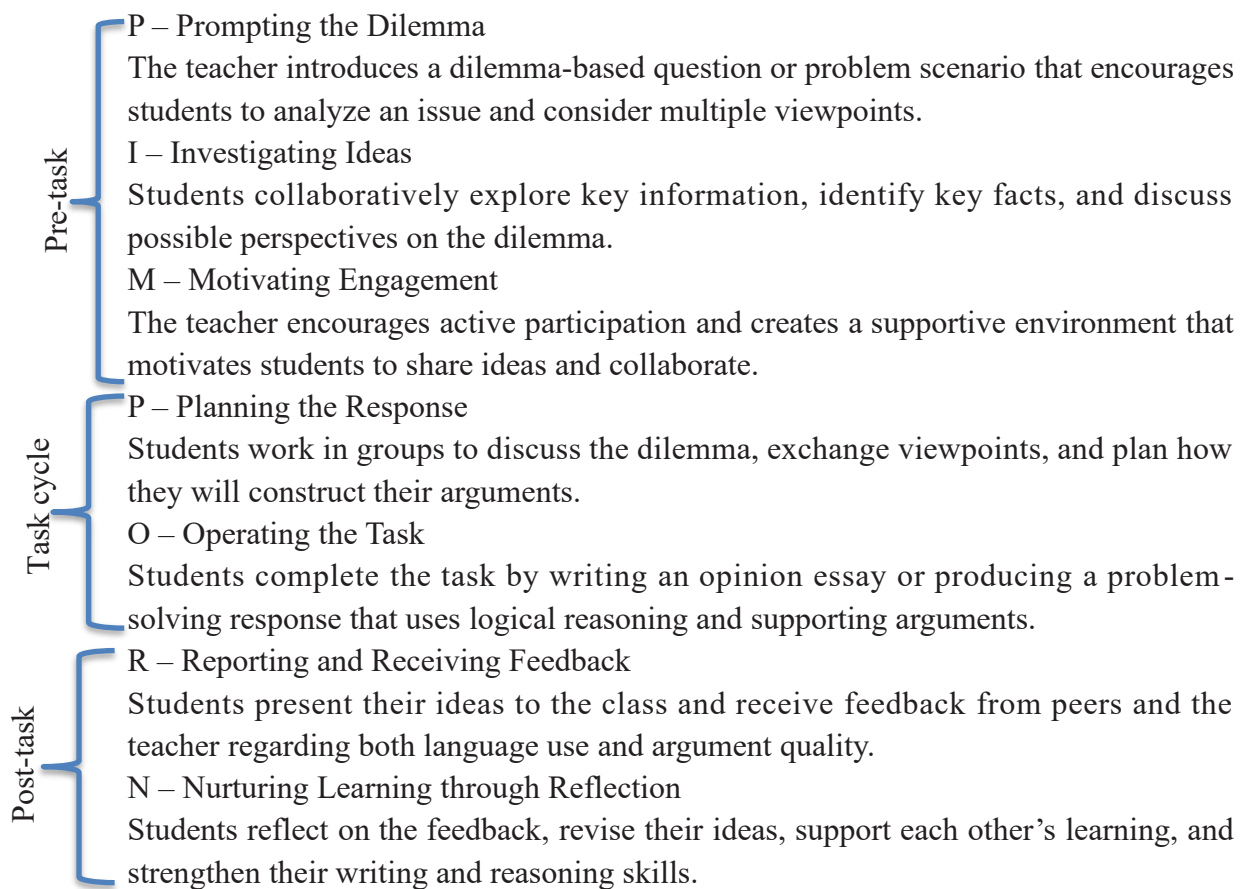 Pre-task
P – Prompting the Dilemma
The teacher introduces a dilemma-based question or problem scenario that encourages
students to analyze an issue and consider multiple viewpoints.
I – Investigating Ideas
Students collaboratively explore key information, identify key facts, and discuss
possible perspectives on the dilemma.
M – Motivating Engagement
The teacher encourages active participation and creates a supportive environment that
motivates students to share ideas and collaborate.
Task cycle
P – Planning the Response
Students work in groups to discuss the dilemma, exchange viewpoints, and plan how
they will construct their arguments.
O – Operating the Task
Students complete the task by writing an opinion essay or producing a problem-
solving response that uses logical reasoning and supporting arguments.
Post-task
R – Reporting and Receiving Feedback
Students present their ideas to the class and receive feedback from peers and the
teacher regarding both language use and argument quality.
N – Nurturing Learning through Reflection
Students reflect on the feedback, revise their ideas, support each other’s learning, and
strengthen their writing and reasoning skills.